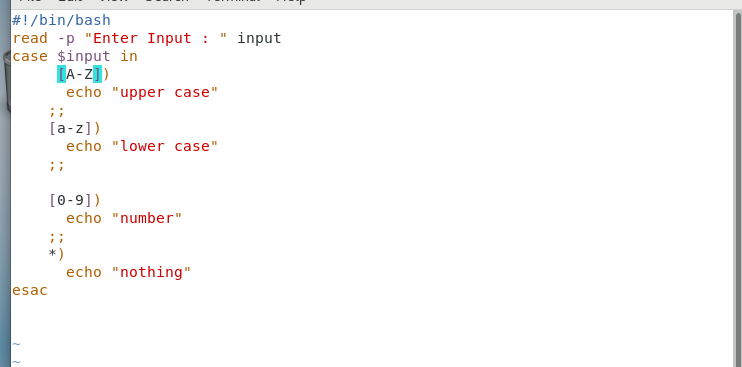 #!/bin/bash
read -p "Enter Input : " input
case $input in
     [A-Z])
      echo "upper case"
    ;;
    [a-z])
      echo "lower case"
    ;;

    [0-9])
      echo "number"
    ;;
    *)
      echo "nothing"
esac
~
~